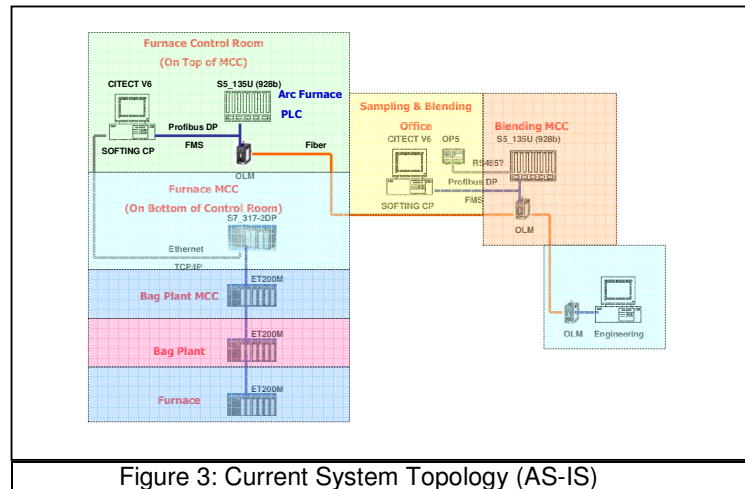 Furnace Control Room
(On Top of MCC)
CITECT V6
S5_135U (928b)
Arc Furnace
PLC
Profibus DP
FMS
SOFTING CP
OLM
Fiber
Sampling & Blending
Office
CITECT V6
OP5
Blending MCC
S5_135U (928b)
RS485?
Profibus DP
FMS
SOFTING CP
OLM
Furnace MCC
(On Bottom of Control Room)
S7_317-2DP
Ethernet
TCP/IP
ET200M
Bag Plant MCC
ET200M
Bag Plant
ET200M
Furnace
OLM
Engineering
Figure 3: Current System Topology (AS-IS)